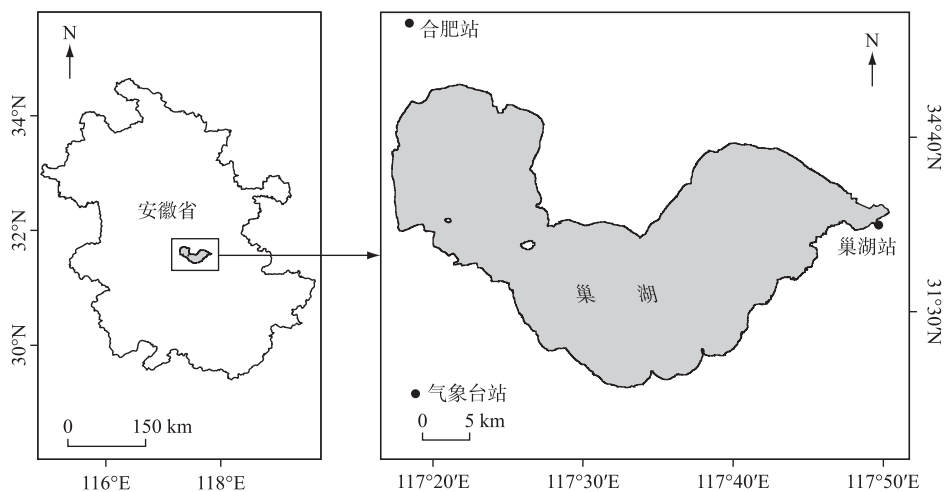 N
34°N
32°N
30°N
安徽省
0 150 km
116°E 118°E
合肥站
N
34°40′N
31°30′N
巢湖站
巢 湖
气象台站
0 5 km
117°20′E 117°30′E 117°40′E 117°50′E